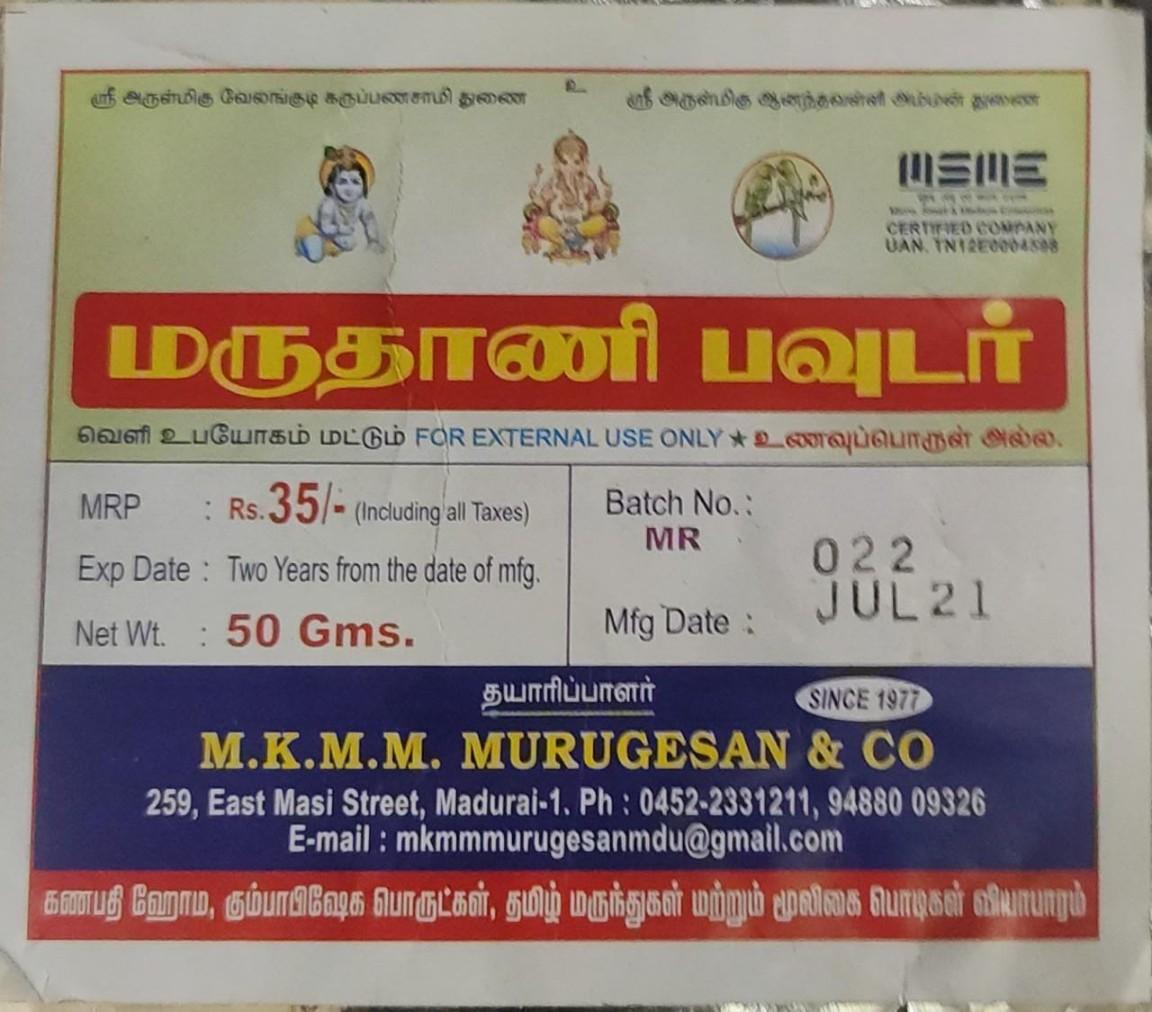 உ
ஸ்ரீ அருள்மிகு வேலங்குடி கருப்பணசாமி துணை
ஸ்ரீ அருள்மிகு ஆனந்தவள்ளி அம்மன் துணை
MSME
CERTIFIED COMPANY
UAN. TN12E0004598
மருதாணி பவுடர்
வெளி உபயோகம் மட்டும் FOR EXTERNAL USE ONLY ★ உணவுப்பொருள் அல்ல.
MRP : Rs.35/- (Including all Taxes)
Exp Date : Two Years from the date of mfg.
Net Wt. : 50 Gms.
Batch No.:
MR 022
Mfg Date : JUL21
தயாரிப்பாளர்
SINCE 1977
M.K.M.M. MURUGESAN & CO
259, East Masi Street, Madurai-1. Ph : 0452-2331211, 94880 09326
E-mail : mkmmmurugesanmdu@gmail.com
கணபதி ஹோம, கும்பாபிஷேக பொருட்கள், தமிழ் மருந்துகள் மற்றும் மூலிகை பொடிகள் வியாபாரம்